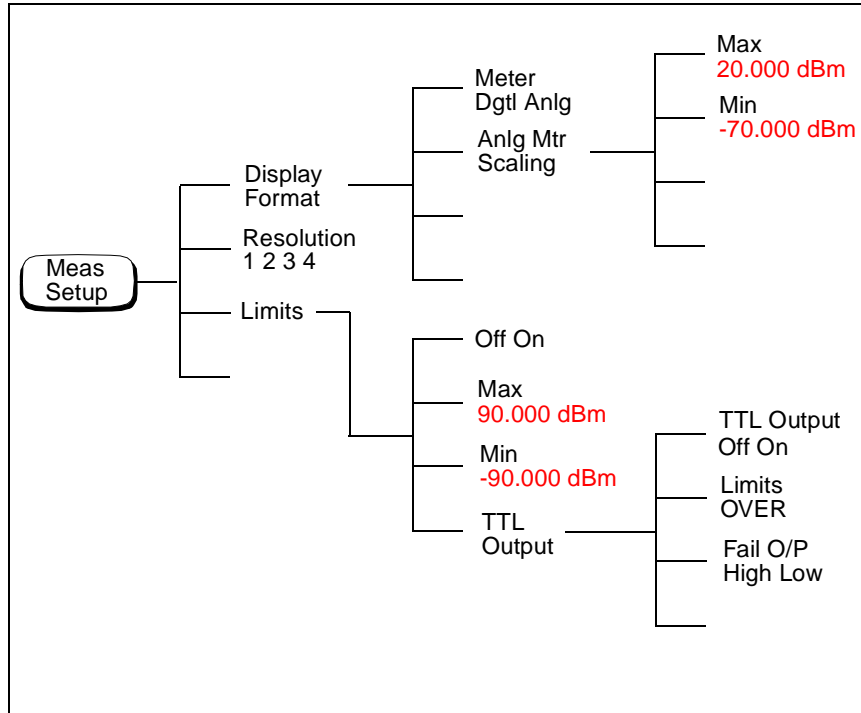 Meas
Setup
Display
Format
Resolution
1 2 3 4
Limits
Meter
Dgtl Anlg
Anlg Mtr
Scaling
Max
20.000 dBm
Min
-70.000 dBm
Off On
Max
90.000 dBm
Min
-90.000 dBm
TTL
Output
TTL Output
Off On
Limits
OVER
Fail O/P
High Low